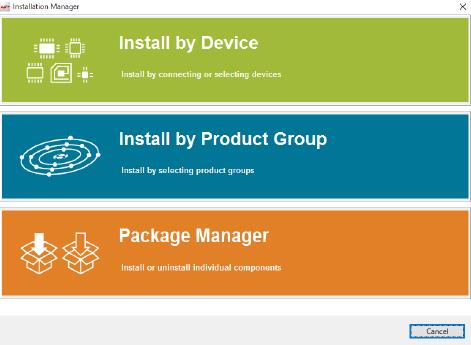 Installation Manager
Install by Device
Install by connecting or selecting devices
Install by Product Group
Install by selecting product groups
Package Manager
Install or uninstall individual components
Cancel